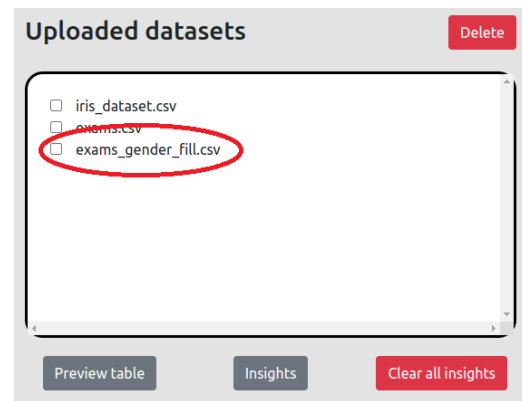 Uploaded datasets
Delete
iris_dataset.csv
exams.csv
exams_gender_fill.csv
Preview table
Insights
Clear all insights